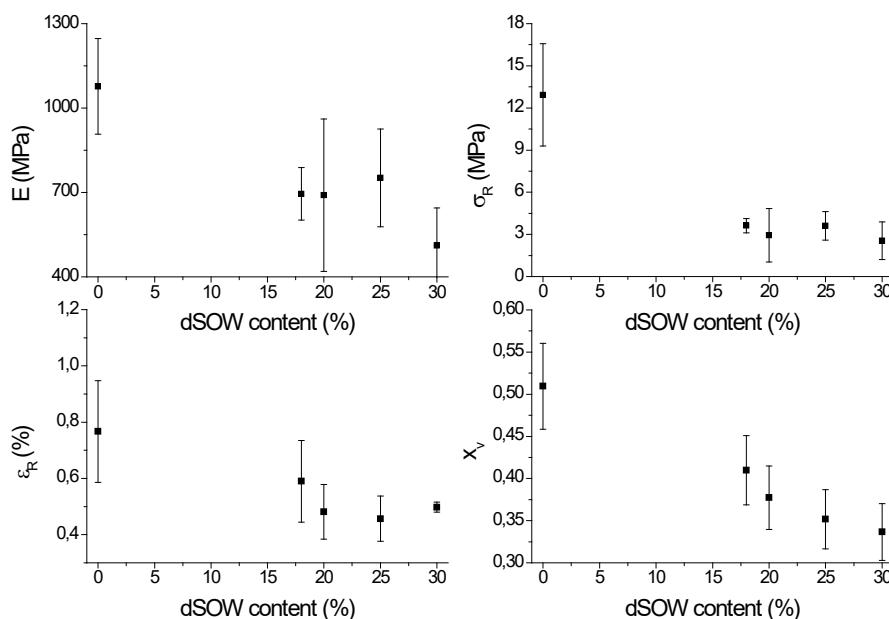 1300
1000
700
400
E (MPa)
0 5 10 15 20 25 30
dSOW content (%)
18
15
12
9
6
3
0
σR (MPa)
0 5 10 15 20 25 30
dSOW content (%)
1,2
1,0
0,8
0,6
0,4
εR (%)
0 5 10 15 20 25 30
dSOW content (%)
0,60
0,55
0,50
0,45
0,40
0,35
0,30
xv
0 5 10 15 20 25 30
dSOW content (%)